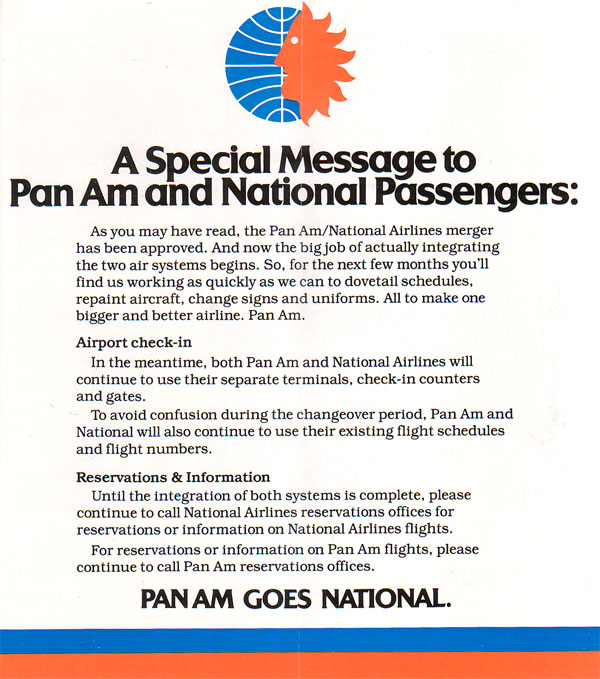 A Special Message to
Pan Am and National Passengers:
As you may have read, the Pan Am/National Airlines merger
has been approved. And now the big job of actually integrating
the two air systems begins. So, for the next few months you'll
find us working as quickly as we can to dovetail schedules,
repaint aircraft, change signs and uniforms. All to make one
bigger and better airline. Pan Am.
Airport check-in
In the meantime, both Pan Am and National Airlines will
continue to use their separate terminals, check-in counters
and gates.
To avoid confusion during the changeover period, Pan Am and
National will also continue to use their existing flight schedules
and flight numbers.
Reservations & Information
Until the integration of both systems is complete, please
continue to call National Airlines reservations offices for
reservations or information on National Airlines flights.
For reservations or information on Pan Am flights, please
continue to call Pan Am reservations offices.
PAN AM GOES NATIONAL.